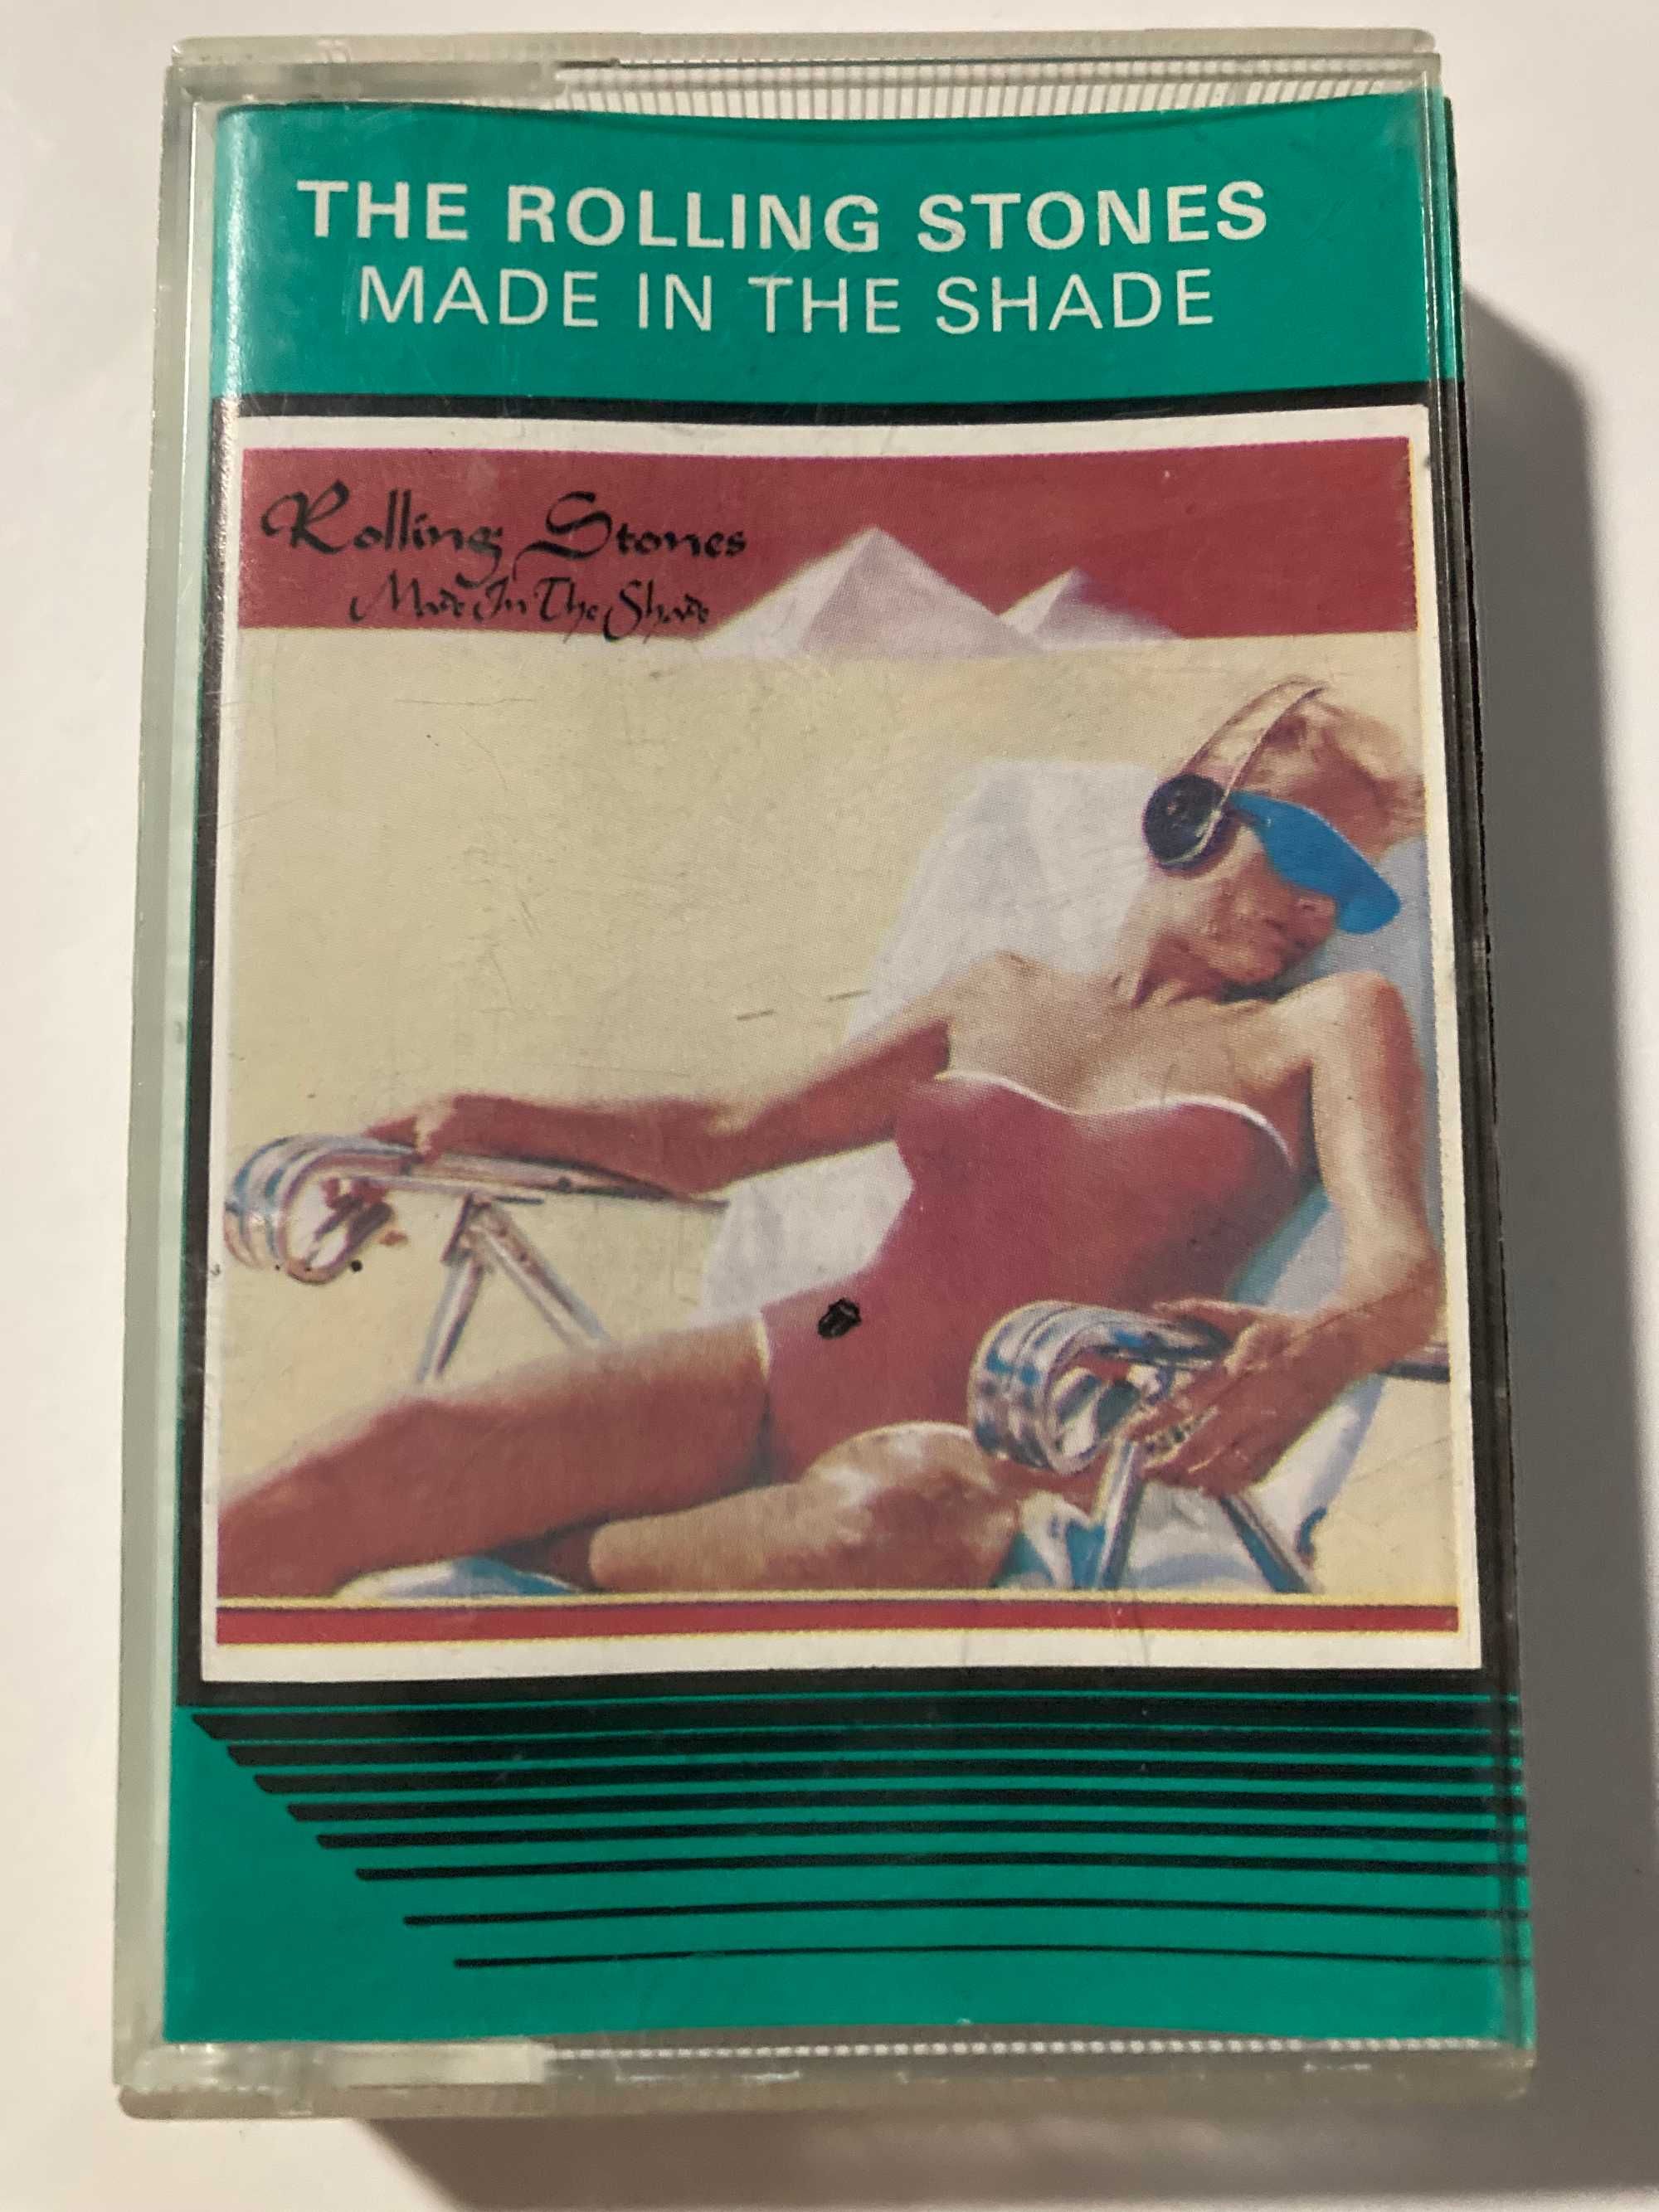 THE ROLLING STONES
MADE IN THE SHADE
Rolling Stones
Made In The Shade